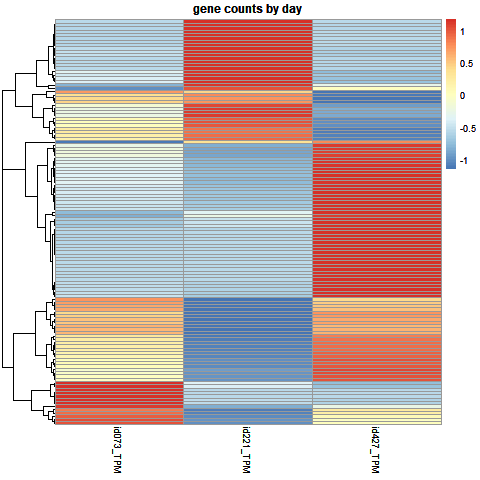 gene counts by day
1
0.5
0
-0.5
-1
id073_TPM
id221_TPM
id427_TPM